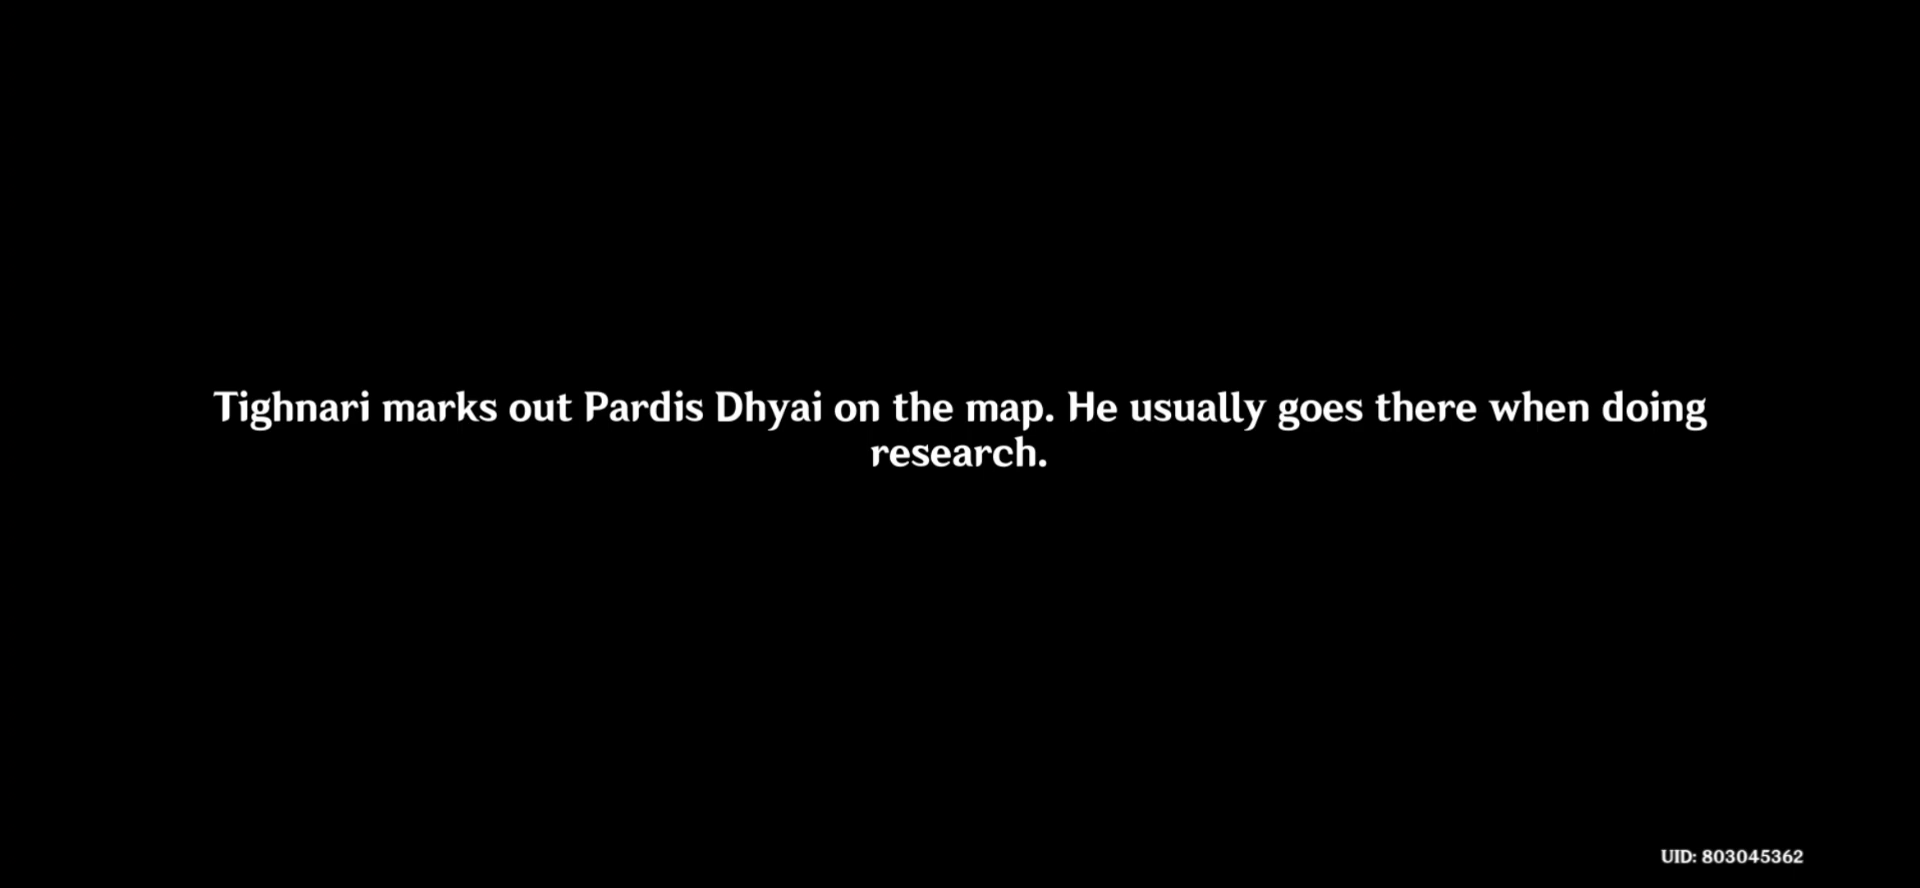 Tighnari marks out Pardis Dhyai on the map. He usually goes there when doing
research.
UID: 803045362